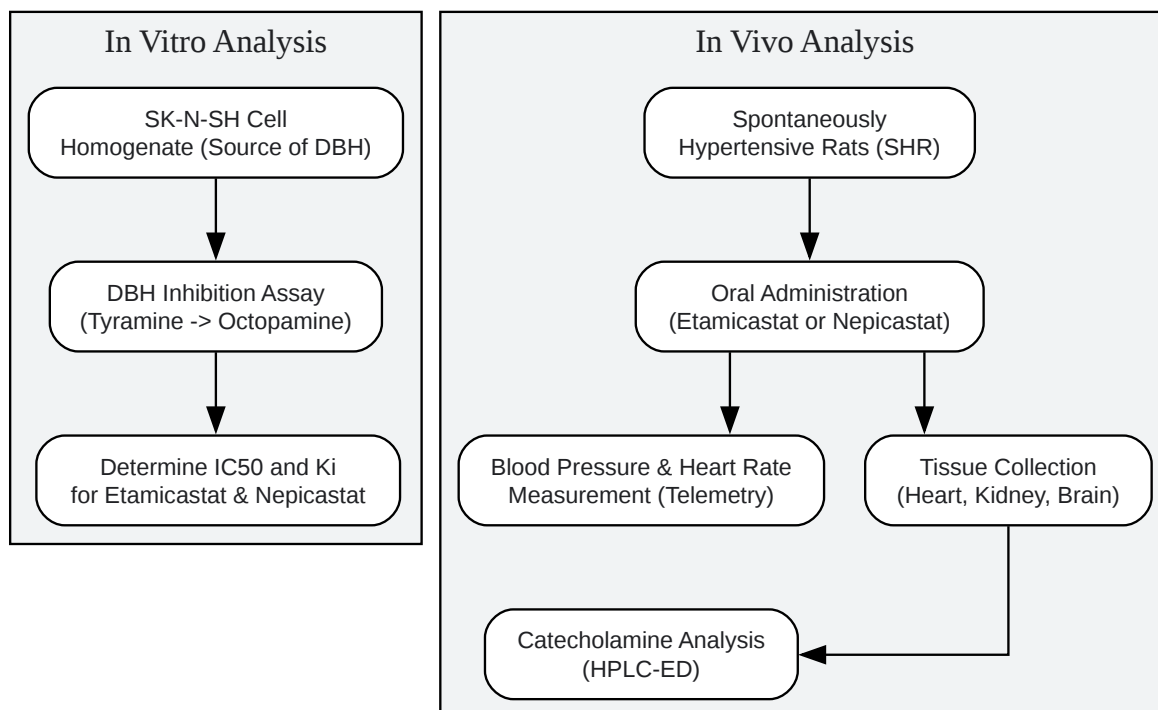 In Vitro Analysis
SK-N-SH Cell
Homogenate (Source of DBH)
DBH Inhibition Assay
(Tyramine -> Octopamine)
Determine IC50 and Ki
for Etamicastat & Nepicastat
In Vivo Analysis
Spontaneously
Hypertensive Rats (SHR)
Oral Administration
(Etamicastat or Nepicastat)
Blood Pressure & Heart Rate
Measurement (Telemetry)
Tissue Collection
(Heart, Kidney, Brain)
Catecholamine Analysis
(HPLC-ED)